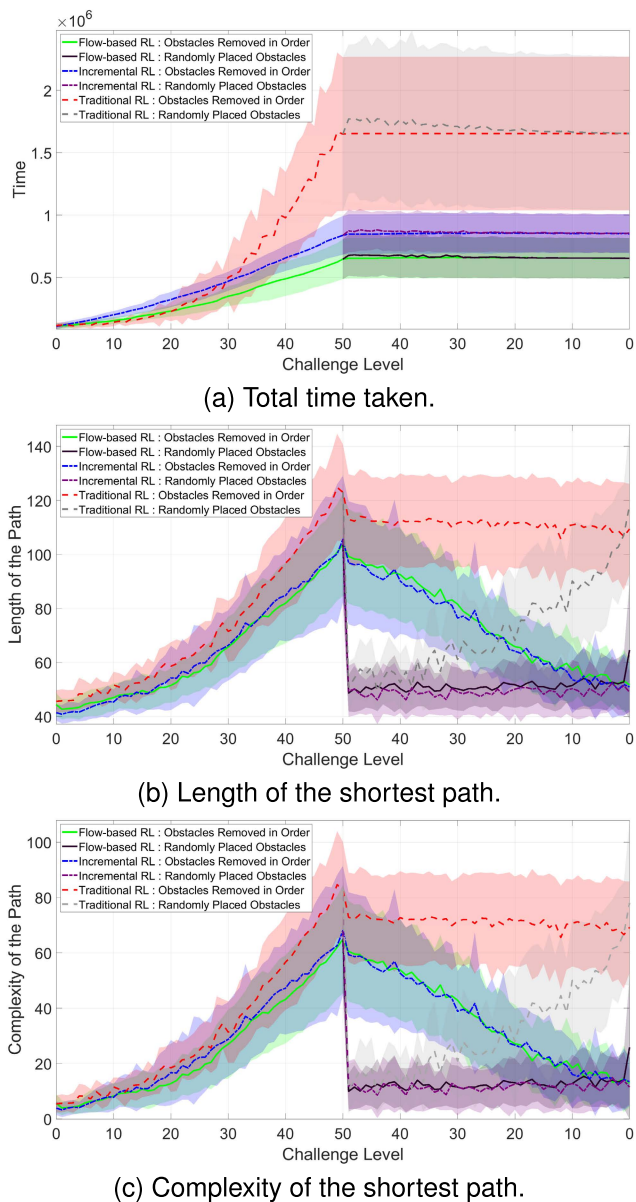 ×10⁶
Flow-based RL : Obstacles Removed in Order
Flow-based RL : Randomly Placed Obstacles
Incremental RL : Obstacles Removed in Order
Incremental RL : Randomly Placed Obstacles
Traditional RL : Obstacles Removed in Order
Traditional RL : Randomly Placed Obstacles
2
1.5
1
0.5
Time
0 10 20 30 40 50 40 30 20 10 0
Challenge Level
(a) Total time taken.
Flow-based RL : Obstacles Removed in Order
Flow-based RL : Randomly Placed Obstacles
Incremental RL : Obstacles Removed in Order
Incremental RL : Randomly Placed Obstacles
Traditional RL : Obstacles Removed in Order
Traditional RL : Randomly Placed Obstacles
140
120
100
80
60
40
Length of the Path
0 10 20 30 40 50 40 30 20 10 0
Challenge Level
(b) Length of the shortest path.
Flow-based RL : Obstacles Removed in Order
Flow-based RL : Randomly Placed Obstacles
Incremental RL : Obstacles Removed in Order
Incremental RL : Randomly Placed Obstacles
Traditional RL : Obstacles Removed in Order
Traditional RL : Randomly Placed Obstacles
100
80
60
40
20
0
Complexity of the Path
0 10 20 30 40 50 40 30 20 10 0
Challenge Level
(c) Complexity of the shortest path.